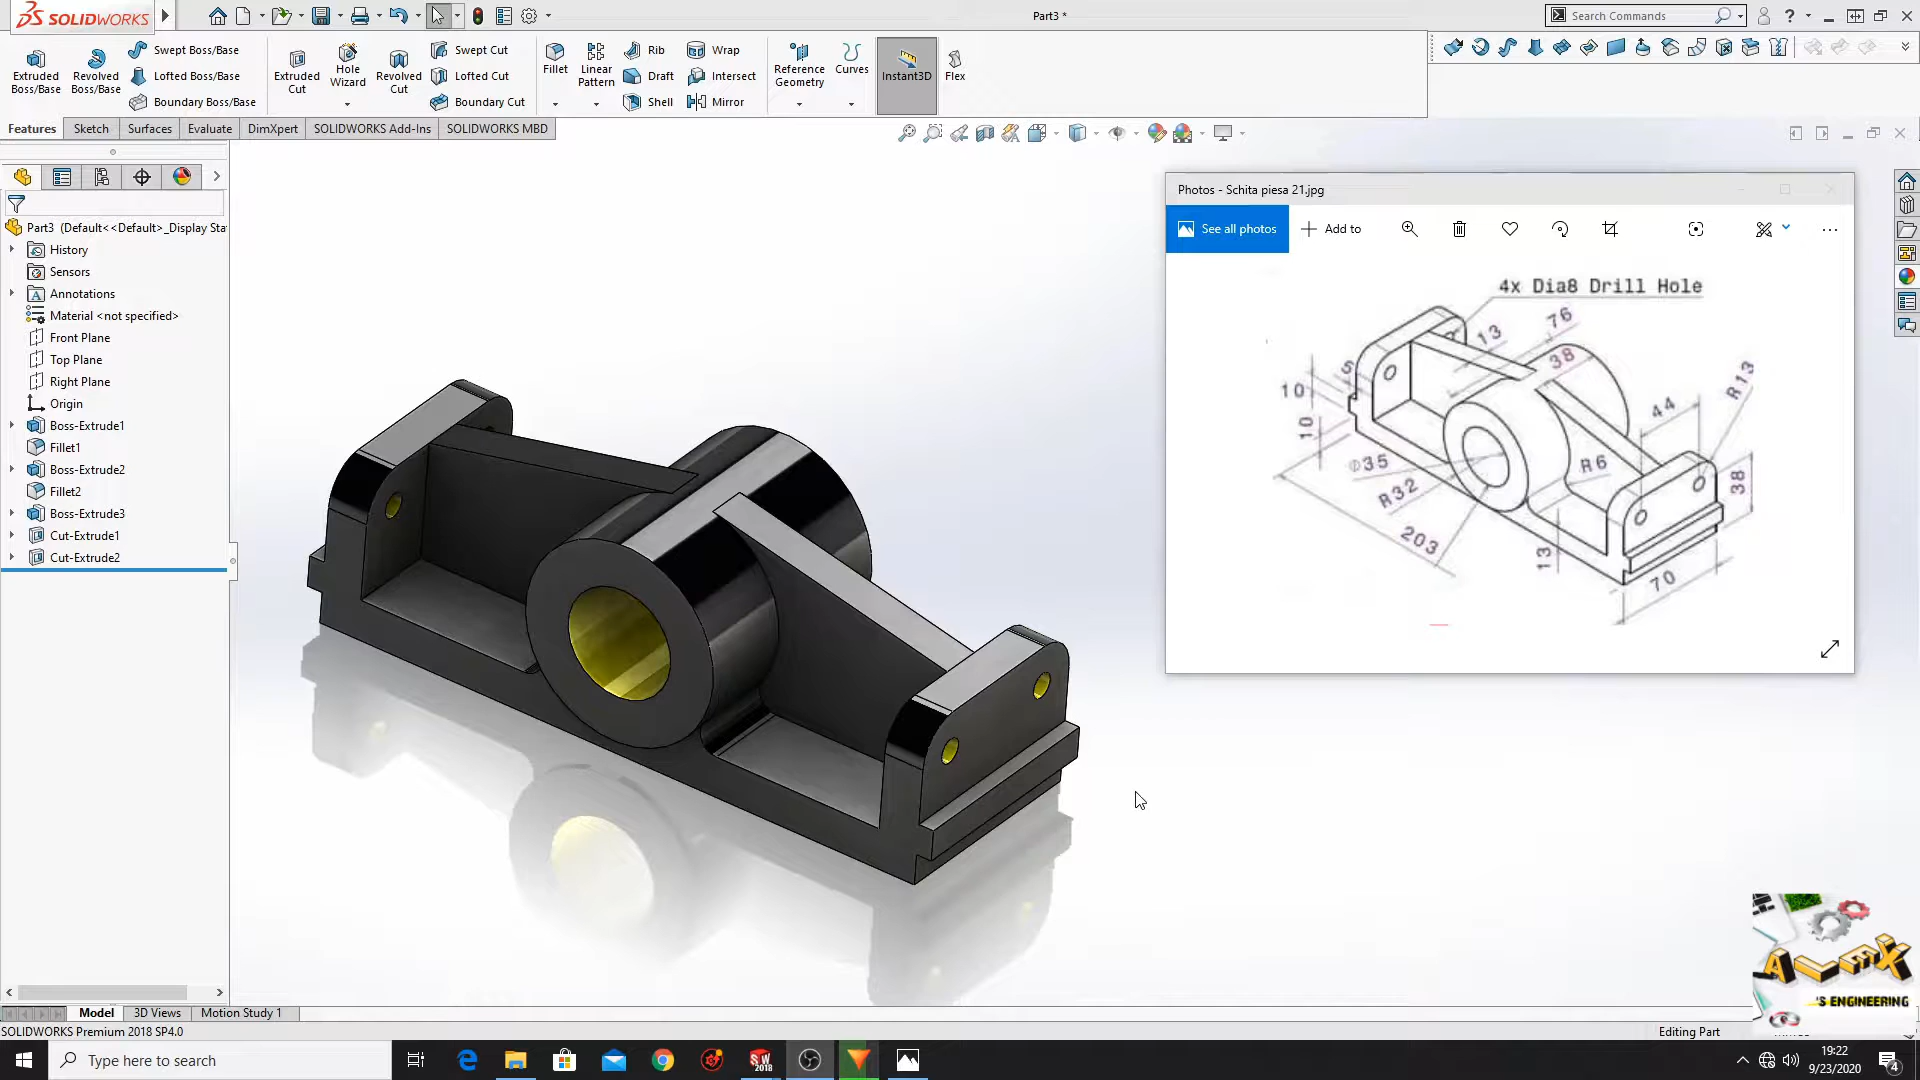 SOLIDWORKS
Part3 *
Search Commands
Extruded Boss/Base
Revolved Boss/Base
Swept Boss/Base
Lofted Boss/Base
Boundary Boss/Base
Extruded Cut
Hole Wizard
Revolved Cut
Swept Cut
Lofted Cut
Boundary Cut
Fillet
Linear Pattern
Rib
Draft
Shell
Wrap
Intersect
Mirror
Reference Geometry
Curves
Instant3D
Flex
Features
Sketch
Surfaces
Evaluate
DimXpert
SOLIDWORKS Add-Ins
SOLIDWORKS MBD
Part3 (Default<<Default>_Display Sta
History
Sensors
Annotations
Material <not specified>
Front Plane
Top Plane
Right Plane
Origin
Boss-Extrude1
Fillet1
Boss-Extrude2
Fillet2
Boss-Extrude3
Cut-Extrude1
Cut-Extrude2
Photos - Schita piesa 21.jpg
See all photos
Add to
4x Dia8 Drill Hole
76
13
38
5
10
R13
44
10
Φ35
R6
R32
38
203
13
70
ALEX
'S ENGINEERING
Model
3D Views
Motion Study 1
SOLIDWORKS Premium 2018 SP4.0
Editing Part
Type here to search
SW
2018
19:22
9/23/2020
4